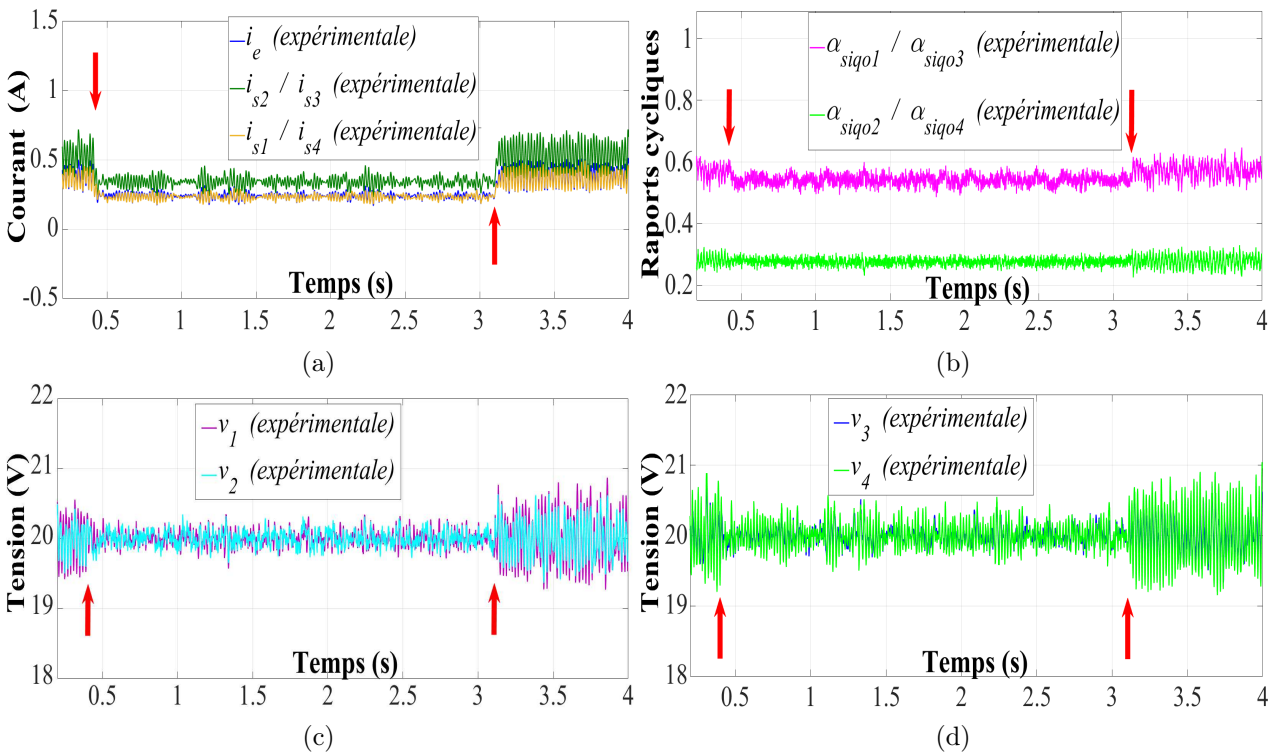 1.5
1
0.5
0
-0.5
Courant (A)
i_e (expérimentale)
i_s2 / i_s3 (expérimentale)
i_s1 / i_s4 (expérimentale)
Temps (s)
0.5 1 1.5 2 2.5 3 3.5 4
(a)
1
0.8
0.6
0.4
0.2
Raports cycliques
α_siqo1 / α_siqo3 (expérimentale)
α_siqo2 / α_siqo4 (expérimentale)
Temps (s)
0.5 1 1.5 2 2.5 3 3.5 4
(b)
22
21
20
19
18
Tension (V)
v_1 (expérimentale)
v_2 (expérimentale)
Temps (s)
0.5 1 1.5 2 2.5 3 3.5 4
(c)
22
21
20
19
18
Tension (V)
v_3 (expérimentale)
v_4 (expérimentale)
Temps (s)
0.5 1 1.5 2 2.5 3 3.5 4
(d)